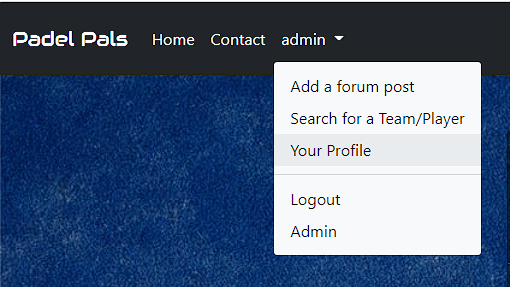 Padel Pals Home Contact admin
Add a forum post
Search for a Team/Player
Your Profile
Logout
Admin